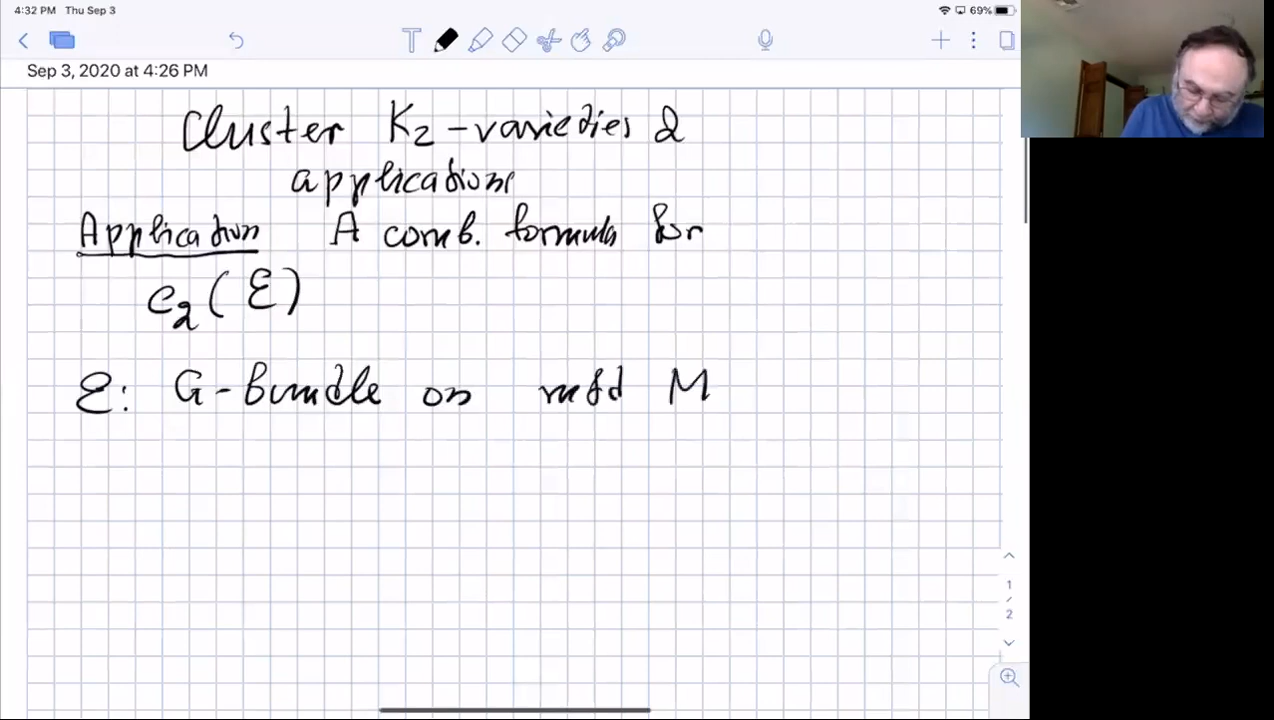 4:32 PM Thu Sep 3
69%
T
Sep 3, 2020 at 4:26 PM
Cluster K₂-varieties &
applications
Application A comb. formula for
c₂(ℰ)
ℰ: G-bundle on mfd M
1
/
2